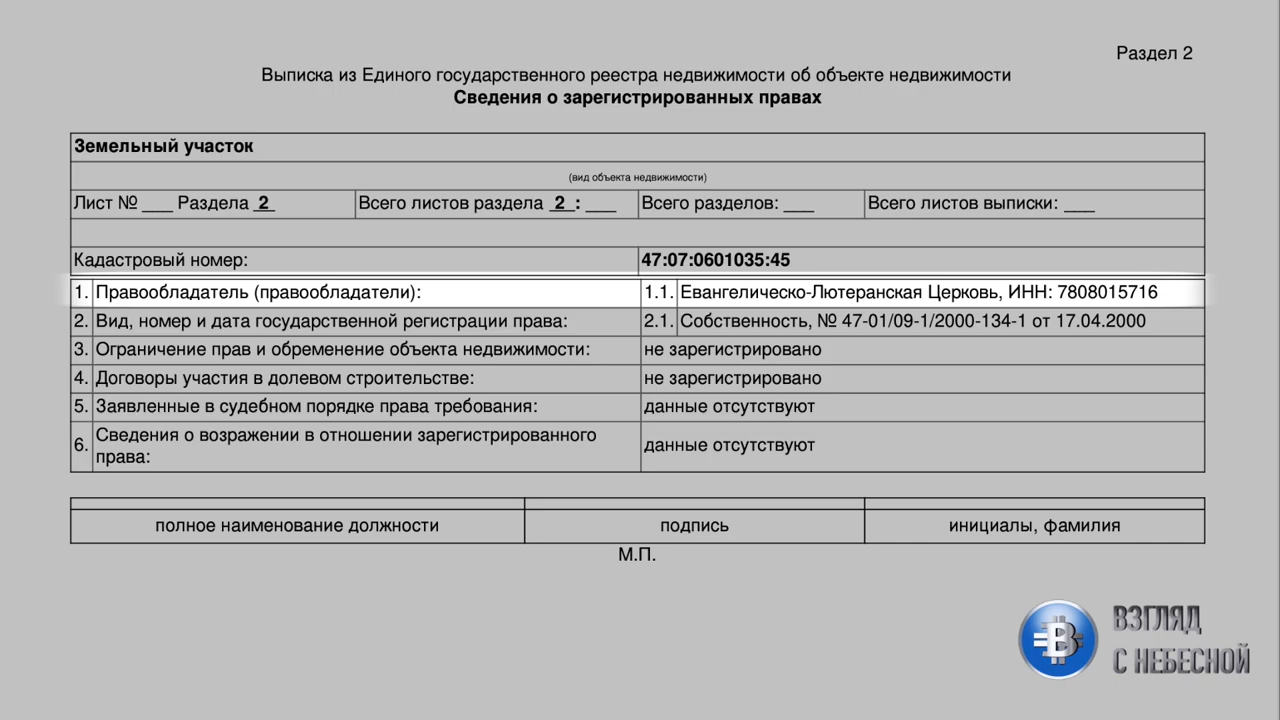 Раздел 2
Выписка из Единого государственного реестра недвижимости об объекте недвижимости
Сведения о зарегистрированных правах
Земельный участок
(вид объекта недвижимости)
Лист № ___ Раздела 2 Всего листов раздела 2 : ___ Всего разделов: ___ Всего листов выписки: ___
Кадастровый номер: 47:07:0601035:45
1. Правообладатель (правообладатели): 1.1. Евангелическо-Лютеранская Церковь, ИНН: 7808015716
2. Вид, номер и дата государственной регистрации права: 2.1. Собственность, № 47-01/09-1/2000-134-1 от 17.04.2000
3. Ограничение прав и обременение объекта недвижимости: не зарегистрировано
4. Договоры участия в долевом строительстве: не зарегистрировано
5. Заявленные в судебном порядке права требования: данные отсутствуют
6. Сведения о возражении в отношении зарегистрированного
права: данные отсутствуют
полное наименование должности подпись инициалы, фамилия
М.П.
В ВЗГЛЯД
С НЕБЕСНОЙ